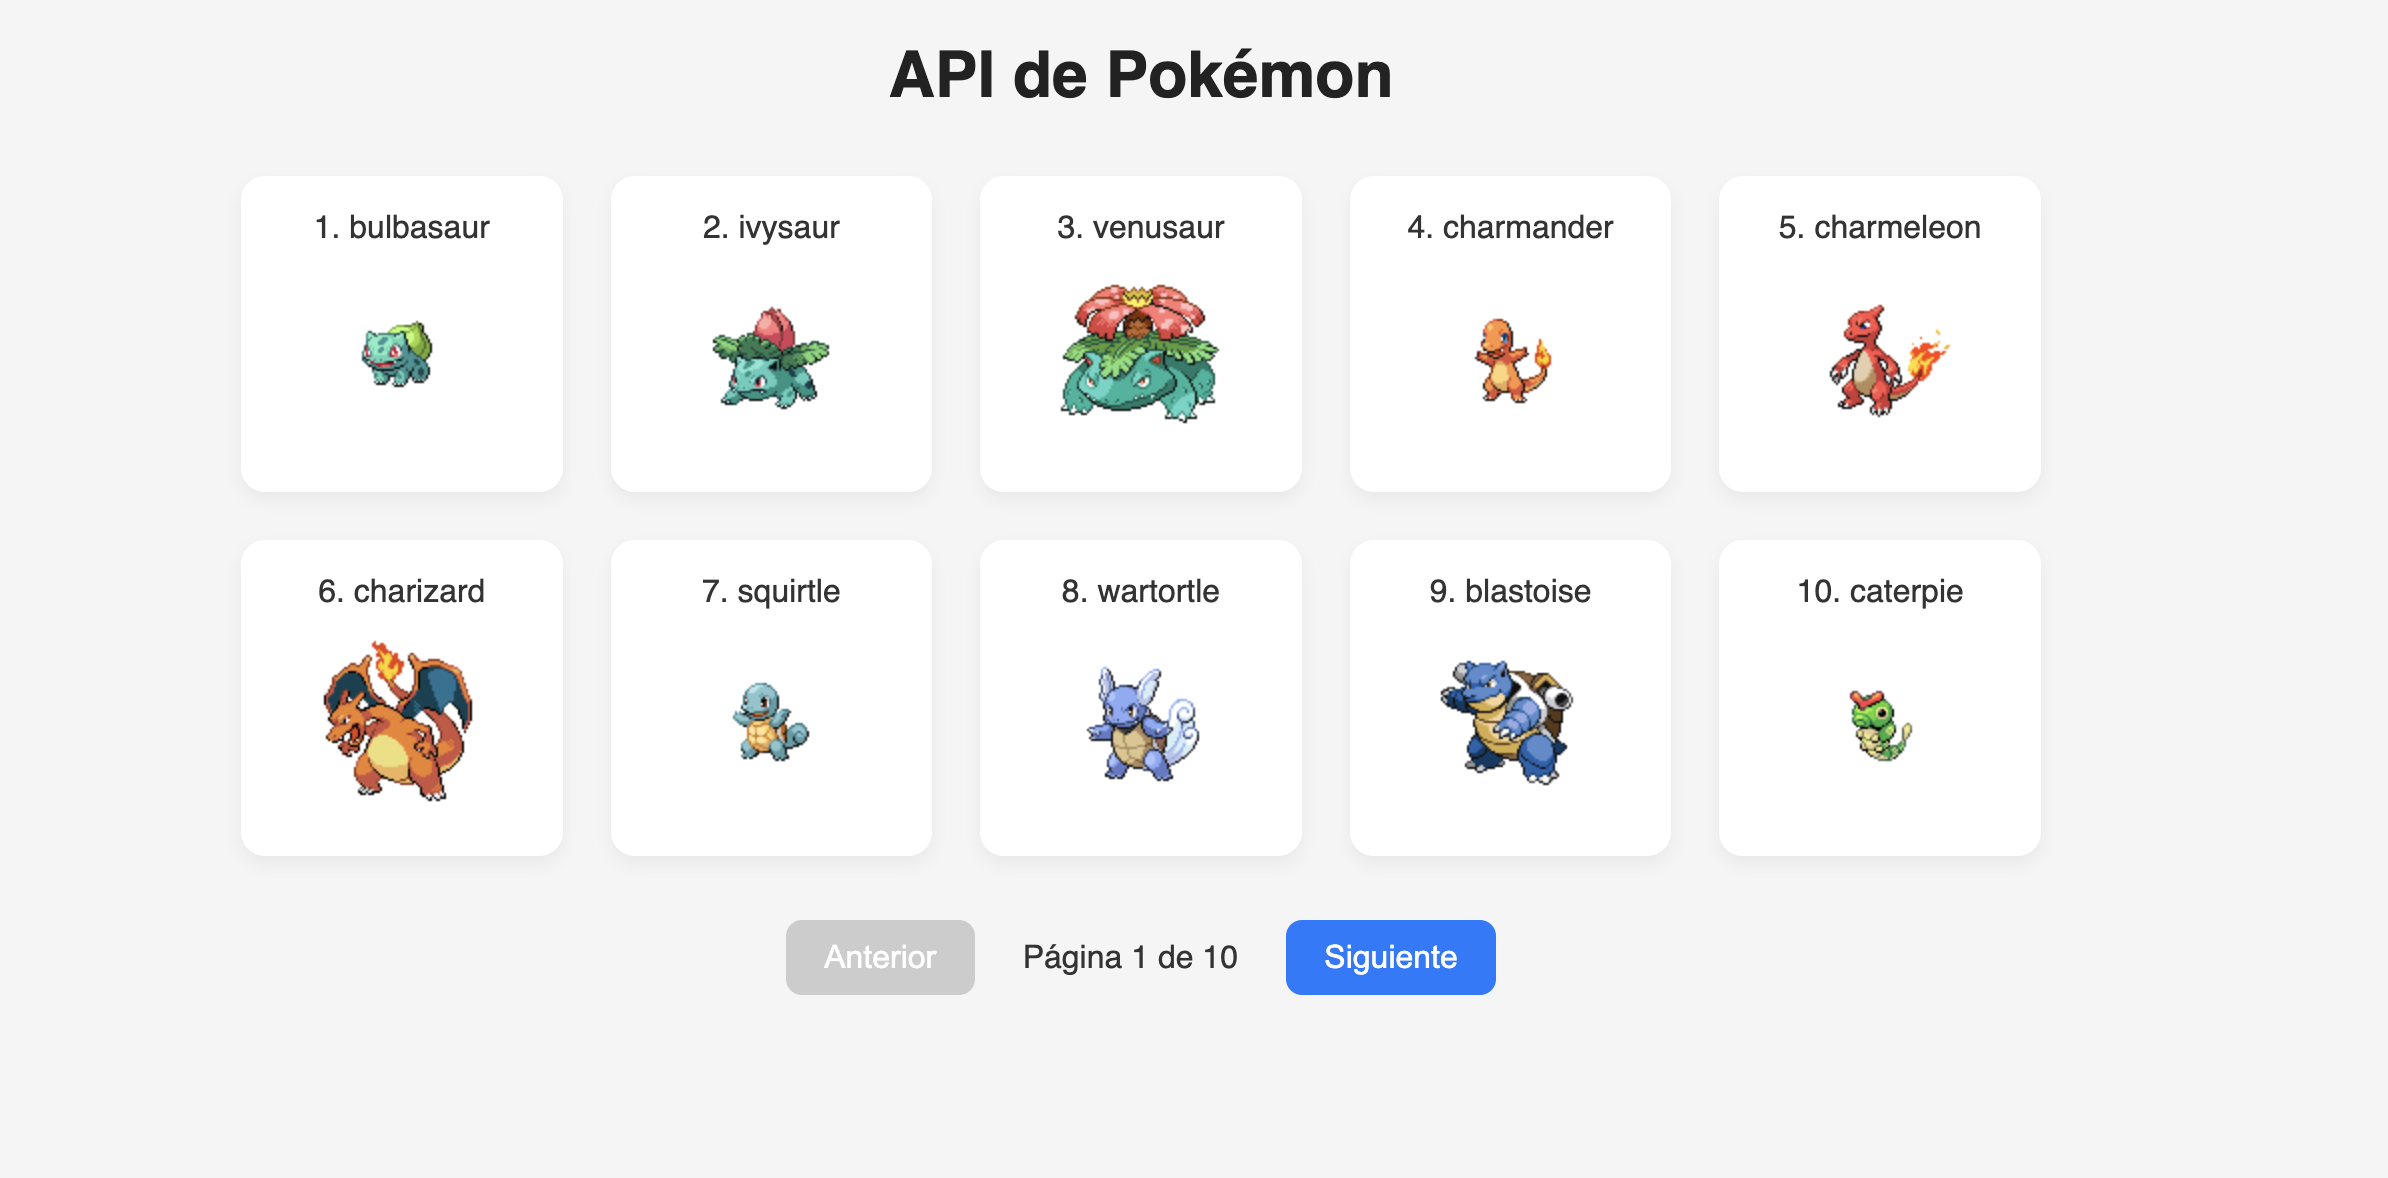 API de Pokémon
1. bulbasaur
2. ivysaur
3. venusaur
4. charmander
5. charmeleon
6. charizard
7. squirtle
8. wartortle
9. blastoise
10. caterpie
Anterior
Página 1 de 10
Siguiente